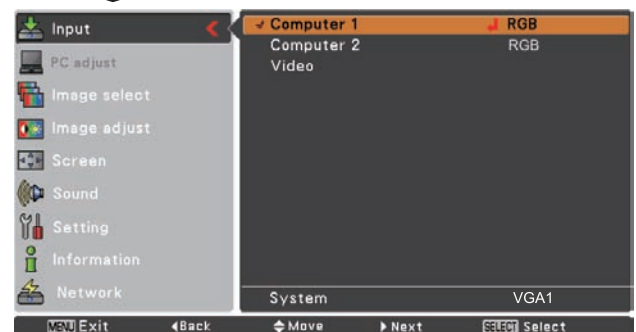 Input
PC adjust
Image select
Image adjust
Screen
Sound
Setting
Information
Network
Computer 1 RGB
Computer 2 RGB
Video
System VGA1
MENU Exit Back Move Next SELECT Select